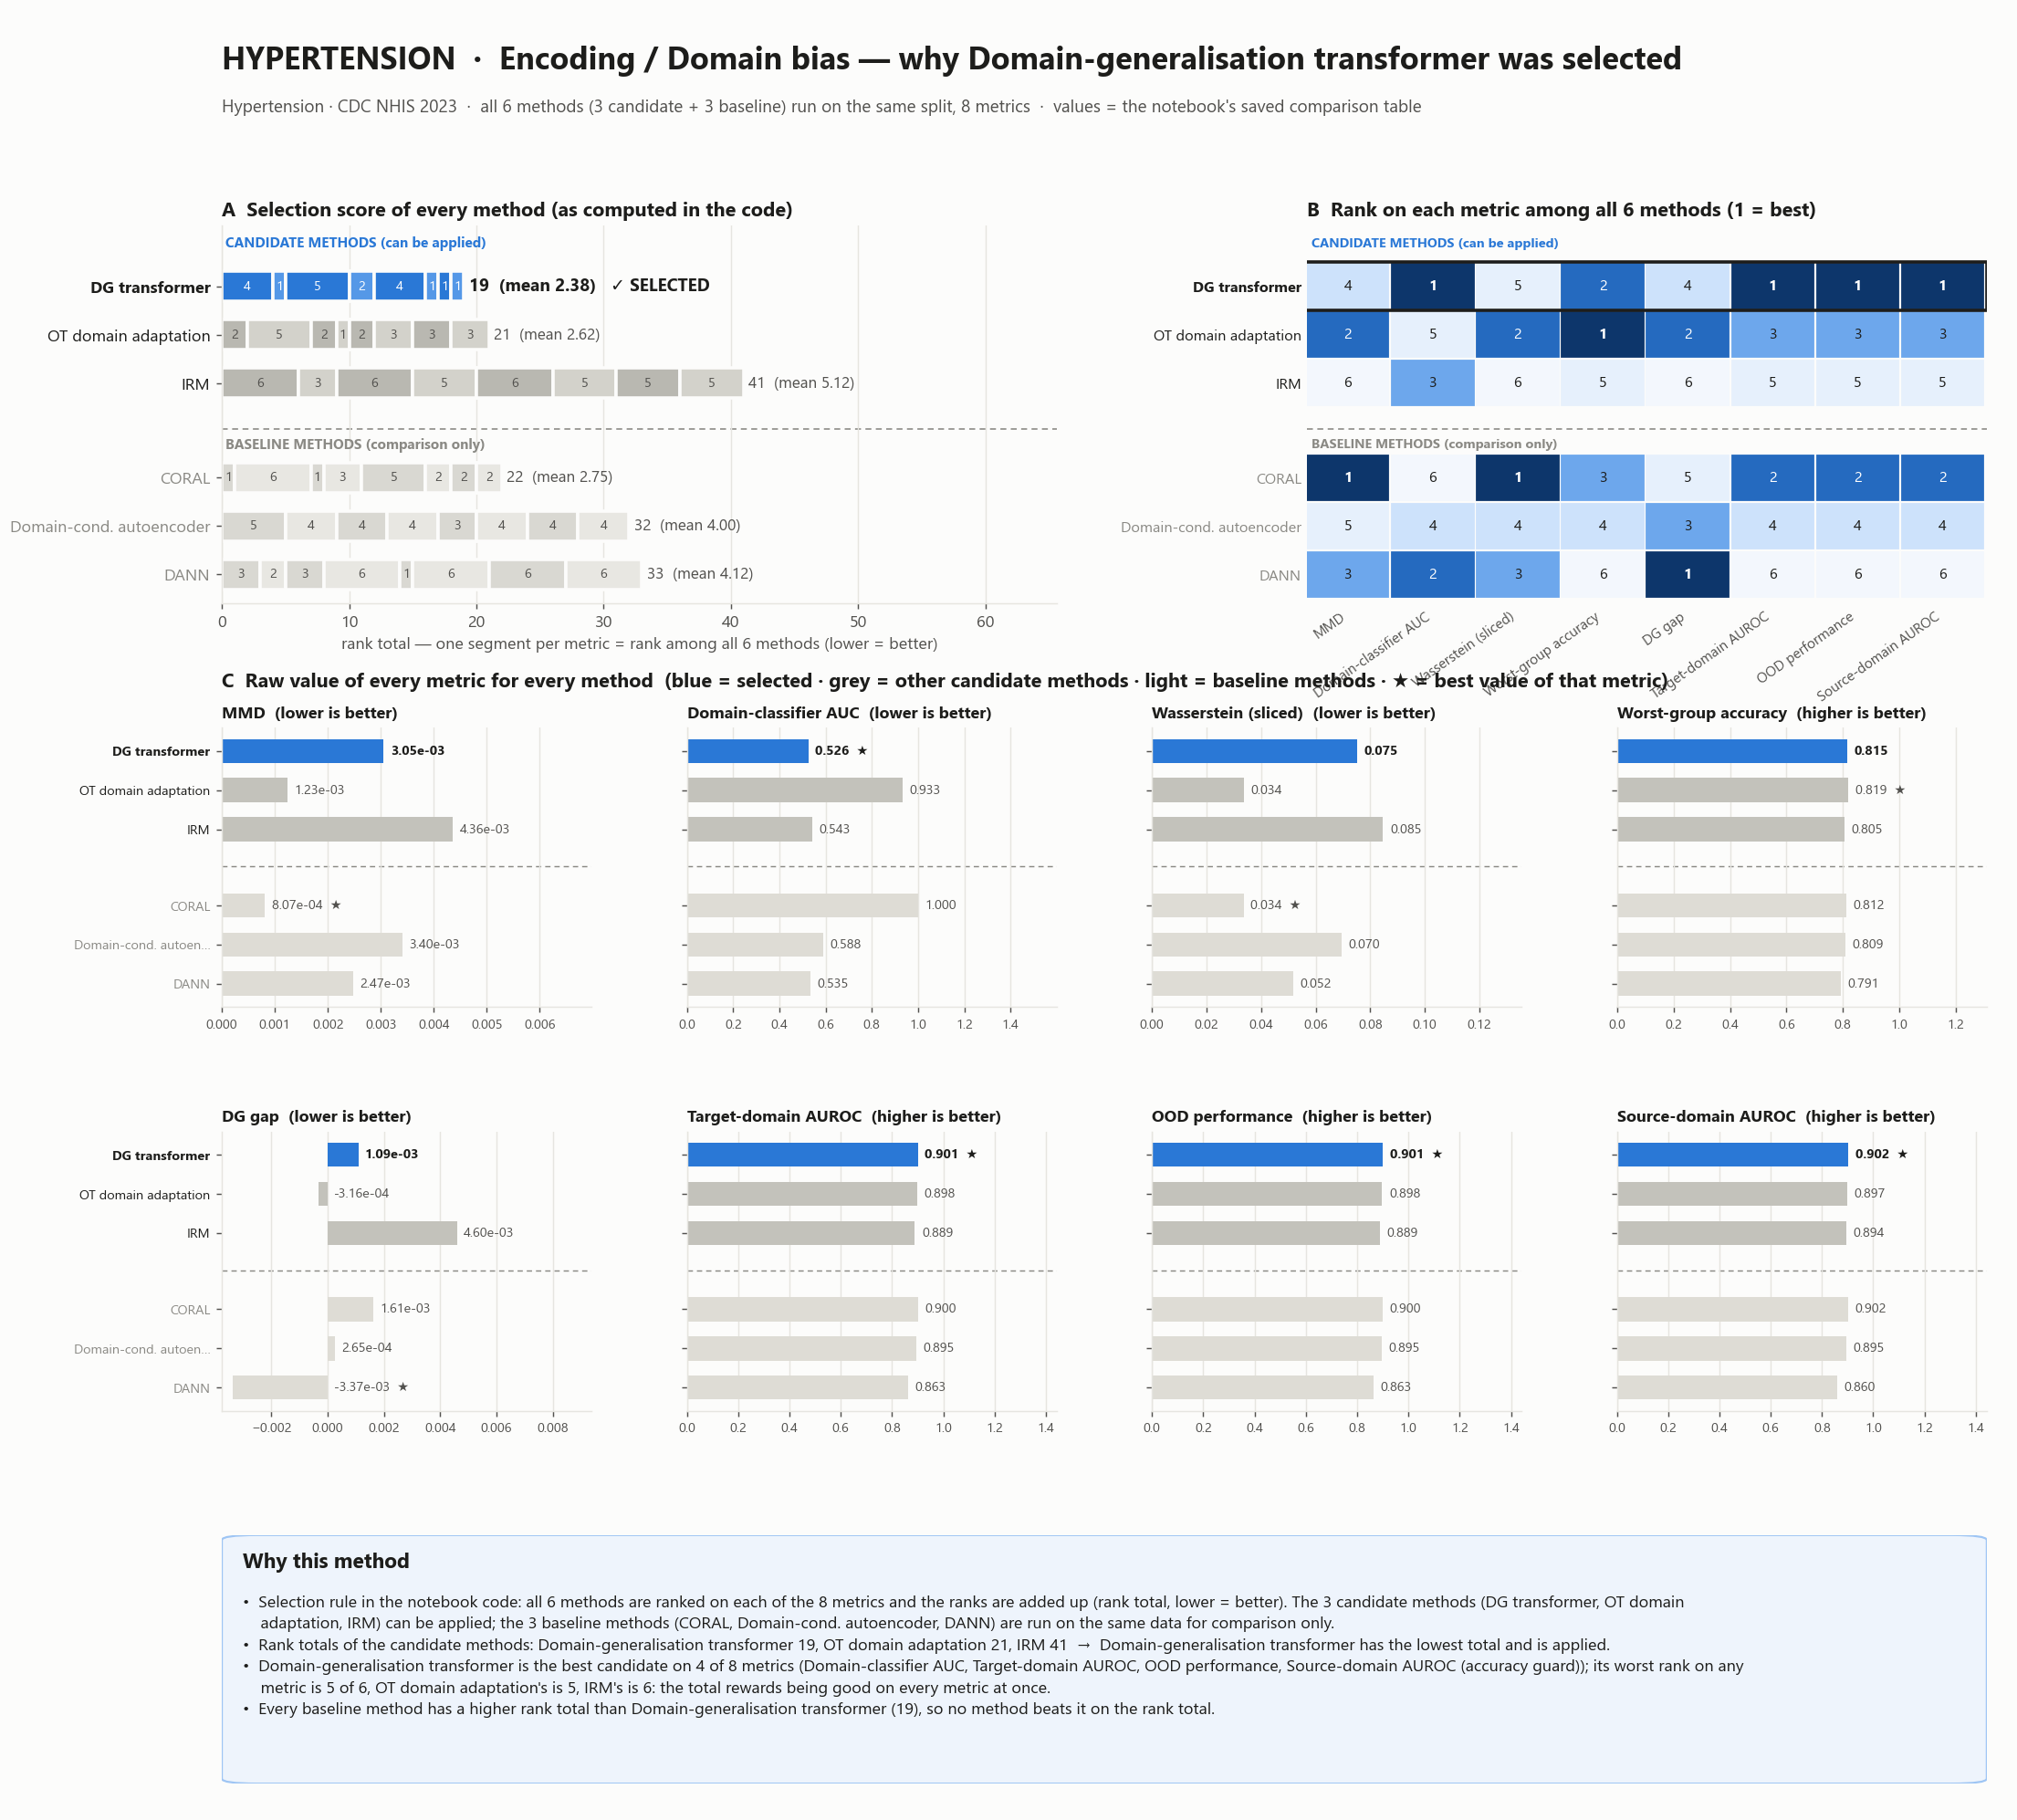 HYPERTENSION · Encoding / Domain bias — why Domain-generalisation transformer was selected
Hypertension · CDC NHIS 2023 · all 6 methods (3 candidate + 3 baseline) run on the same split, 8 metrics · values = the notebook's saved comparison table
A Selection score of every method (as computed in the code)
CANDIDATE METHODS (can be applied)
DG transformer 4 1 5 2 4 1 1 1 19 (mean 2.38) ✓ SELECTED
OT domain adaptation 2 5 2 1 2 3 3 3 21 (mean 2.62)
IRM 6 3 6 5 6 5 5 5 41 (mean 5.12)
BASELINE METHODS (comparison only)
CORAL 1 6 1 3 5 2 2 2 22 (mean 2.75)
Domain-cond. autoencoder 5 4 4 4 3 4 4 4 32 (mean 4.00)
DANN 3 2 3 6 1 6 6 6 33 (mean 4.12)
0 10 20 30 40 50 60
rank total — one segment per metric = rank among all 6 methods (lower = better)
B Rank on each metric among all 6 methods (1 = best)
CANDIDATE METHODS (can be applied)
DG transformer 4 1 5 2 4 1 1 1
OT domain adaptation 2 5 2 1 2 3 3 3
IRM 6 3 6 5 6 5 5 5
BASELINE METHODS (comparison only)
CORAL 1 6 1 3 5 2 2 2
Domain-cond. autoencoder 5 4 4 4 3 4 4 4
DANN 3 2 3 6 1 6 6 6
MMD
Domain-classifier AUC
Wasserstein (sliced)
Worst-group accuracy
DG gap
Target-domain AUROC
OOD performance
Source-domain AUROC
C Raw value of every metric for every method (blue = selected · grey = other candidate methods · light = baseline methods · ★ = best value of that metric)
MMD (lower is better)
DG transformer 3.05e-03
OT domain adaptation 1.23e-03
IRM 4.36e-03
CORAL 8.07e-04 ★
Domain-cond. autoen... 3.40e-03
DANN 2.47e-03
0.000 0.001 0.002 0.003 0.004 0.005 0.006
Domain-classifier AUC (lower is better)
0.526 ★
0.933
0.543
1.000
0.588
0.535
0.0 0.2 0.4 0.6 0.8 1.0 1.2 1.4
Wasserstein (sliced) (lower is better)
0.075
0.034
0.085
0.034 ★
0.070
0.052
0.00 0.02 0.04 0.06 0.08 0.10 0.12
Worst-group accuracy (higher is better)
0.815
0.819 ★
0.805
0.812
0.809
0.791
0.0 0.2 0.4 0.6 0.8 1.0 1.2
DG gap (lower is better)
DG transformer 1.09e-03
OT domain adaptation -3.16e-04
IRM 4.60e-03
CORAL 1.61e-03
Domain-cond. autoen... 2.65e-04
DANN -3.37e-03 ★
−0.002 0.000 0.002 0.004 0.006 0.008
Target-domain AUROC (higher is better)
0.901 ★
0.898
0.889
0.900
0.895
0.863
0.0 0.2 0.4 0.6 0.8 1.0 1.2 1.4
OOD performance (higher is better)
0.901 ★
0.898
0.889
0.900
0.895
0.863
0.0 0.2 0.4 0.6 0.8 1.0 1.2 1.4
Source-domain AUROC (higher is better)
0.902 ★
0.897
0.894
0.902
0.895
0.860
0.0 0.2 0.4 0.6 0.8 1.0 1.2 1.4
Why this method
• Selection rule in the notebook code: all 6 methods are ranked on each of the 8 metrics and the ranks are added up (rank total, lower = better). The 3 candidate methods (DG transformer, OT domain
adaptation, IRM) can be applied; the 3 baseline methods (CORAL, Domain-cond. autoencoder, DANN) are run on the same data for comparison only.
• Rank totals of the candidate methods: Domain-generalisation transformer 19, OT domain adaptation 21, IRM 41 → Domain-generalisation transformer has the lowest total and is applied.
• Domain-generalisation transformer is the best candidate on 4 of 8 metrics (Domain-classifier AUC, Target-domain AUROC, OOD performance, Source-domain AUROC (accuracy guard)); its worst rank on any
metric is 5 of 6, OT domain adaptation's is 5, IRM's is 6: the total rewards being good on every metric at once.
• Every baseline method has a higher rank total than Domain-generalisation transformer (19), so no method beats it on the rank total.